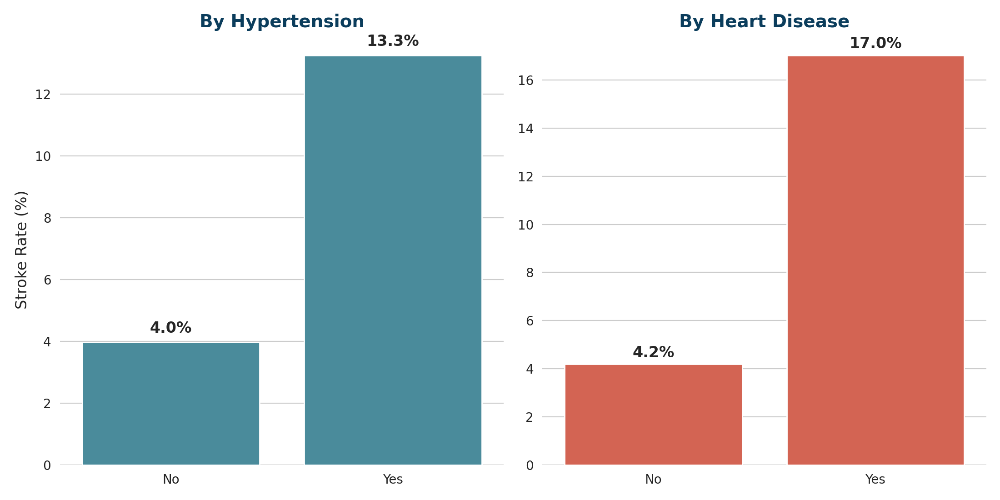 By Hypertension
13.3%
12
10
8
6
4
2
0
Stroke Rate (%)
4.0%
No
Yes
By Heart Disease
17.0%
16
14
12
10
8
6
4
2
0
4.2%
No
Yes